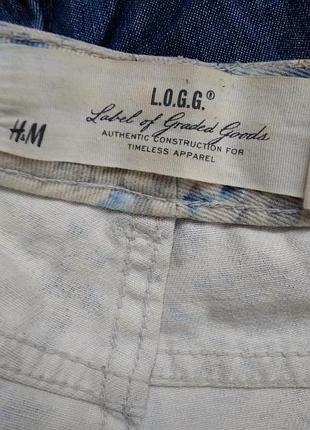 L.O.G.G.®
Label of Graded Goods
H&M
AUTHENTIC CONSTRUCTION FOR
TIMELESS APPAREL